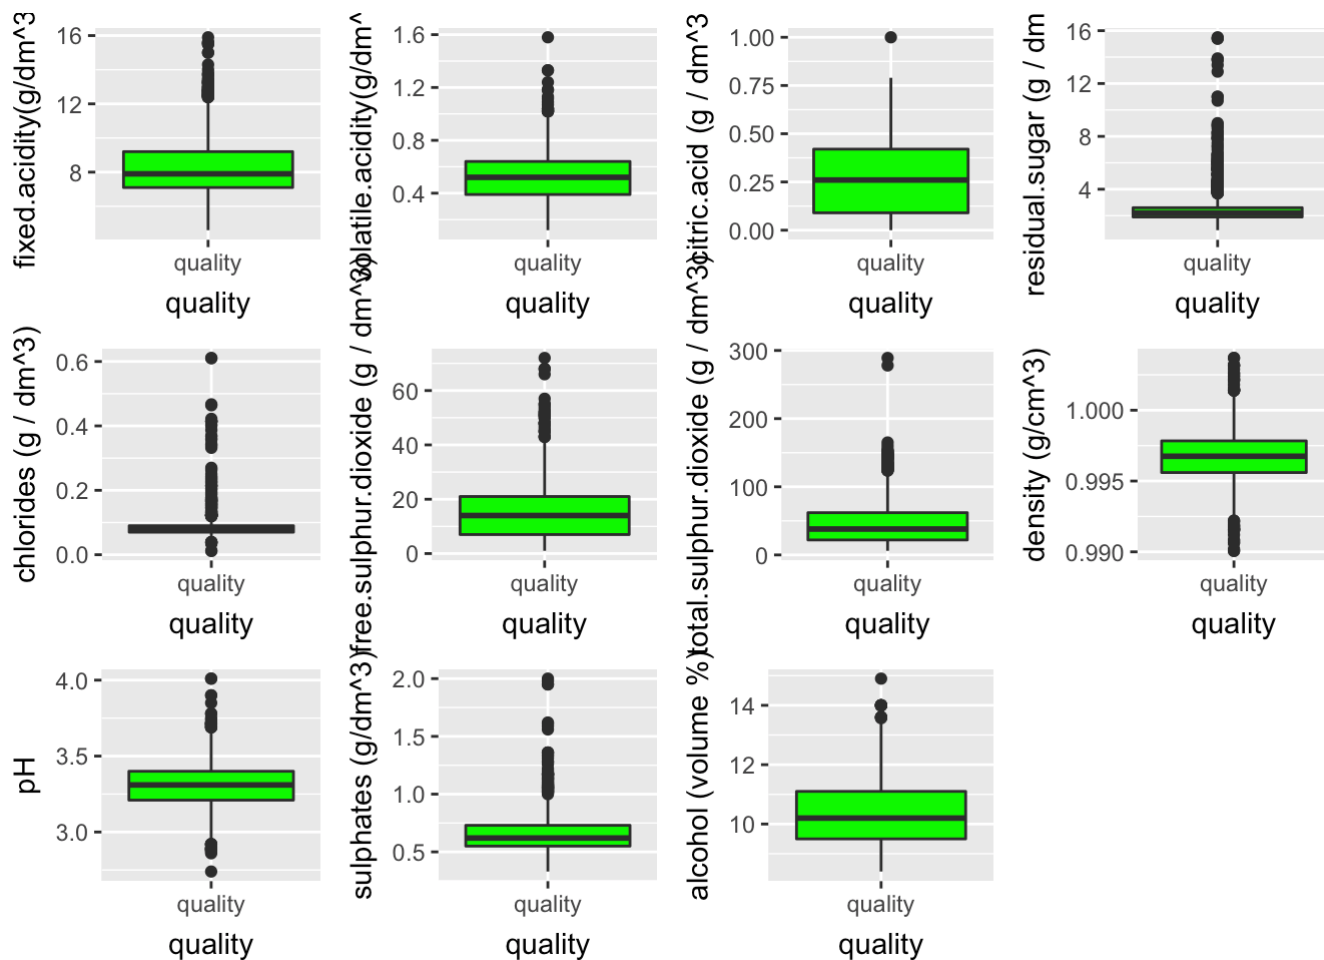 fixed.acidity(g/dm^3
16
12
8
quality
quality
volatile.acidity(g/dm^
1.6
1.2
0.8
0.4
quality
quality
citric.acid (g / dm^3
1.00
0.75
0.50
0.25
0.00
quality
quality
residual.sugar (g / dm
16
12
8
4
quality
quality
chlorides (g / dm^3)
0.6
0.4
0.2
0.0
quality
quality
free.sulphur.dioxide (g / dm^3)
60
40
20
0
quality
quality
total.sulphur.dioxide (g / dm^3)
300
200
100
0
quality
quality
density (g/cm^3)
1.000
0.995
0.990
quality
quality
pH
4.0
3.5
3.0
quality
quality
sulphates (g/dm^3)
2.0
1.5
1.0
0.5
quality
quality
alcohol (volume %)
14
12
10
quality
quality